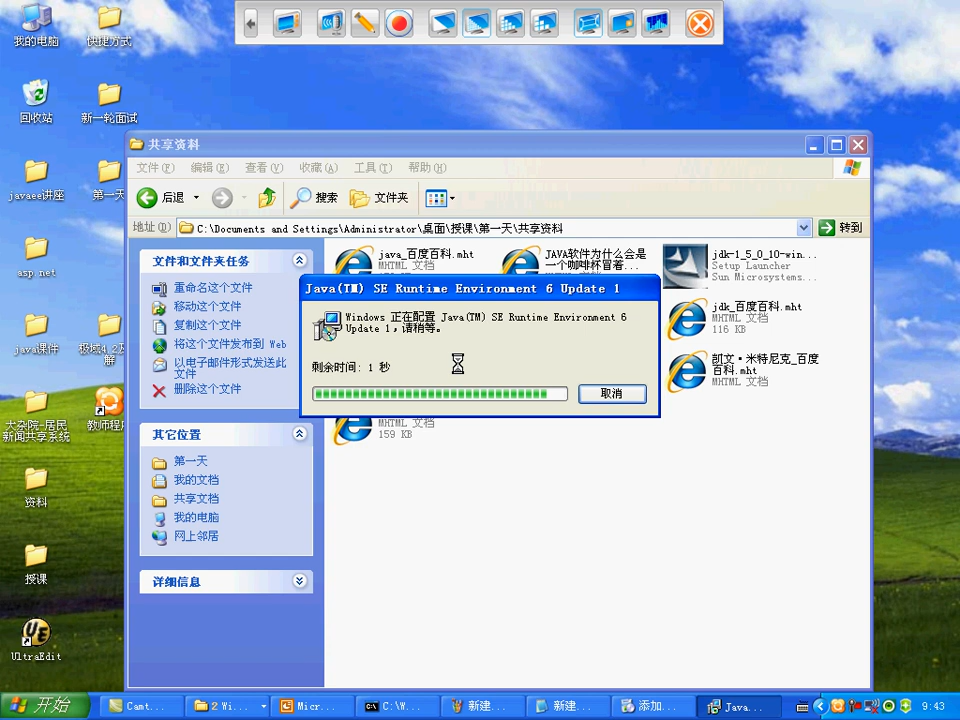 我的电脑
快捷方式
回收站
新一轮面试
javaee讲座
第一天
asp.net
java课件
大杂院-居民
新闻共享系统
资料
授课
UltraEdit
共享资料
文件(F) 编辑(E) 查看(V) 收藏(A) 工具(T) 帮助(H)
后退 搜索 文件夹
地址(D) C:\Documents and Settings\Administrator\桌面\授课\第一天\共享资料 转到
文件和文件夹任务
重命名这个文件
移动这个文件
复制这个文件
将这个文件发布到 Web
以电子邮件形式发送此
文件
删除这个文件
其它位置
第一天
我的文档
共享文档
我的电脑
网上邻居
详细信息
java_百度百科.mht
MHTML 文档
JAVA软件为什么会是
一个咖啡杯冒着...
jdk-1_5_0_10-win...
Setup Launcher
Sun Microsystems...
jdk_百度百科.mht
MHTML 文档
116 KB
凯文·米特尼克_百度
百科.mht
MHTML 文档
MHTML 文档
159 KB
Java(TM) SE Runtime Environment 6 Update 1
Windows 正在配置 Java(TM) SE Runtime Environment 6
Update 1，请稍等。
剩余时间: 1 秒
取消
开始
Camt...
2 Wi...
Micr...
C:\W...
新建...
新建...
添加...
Java...
9:43